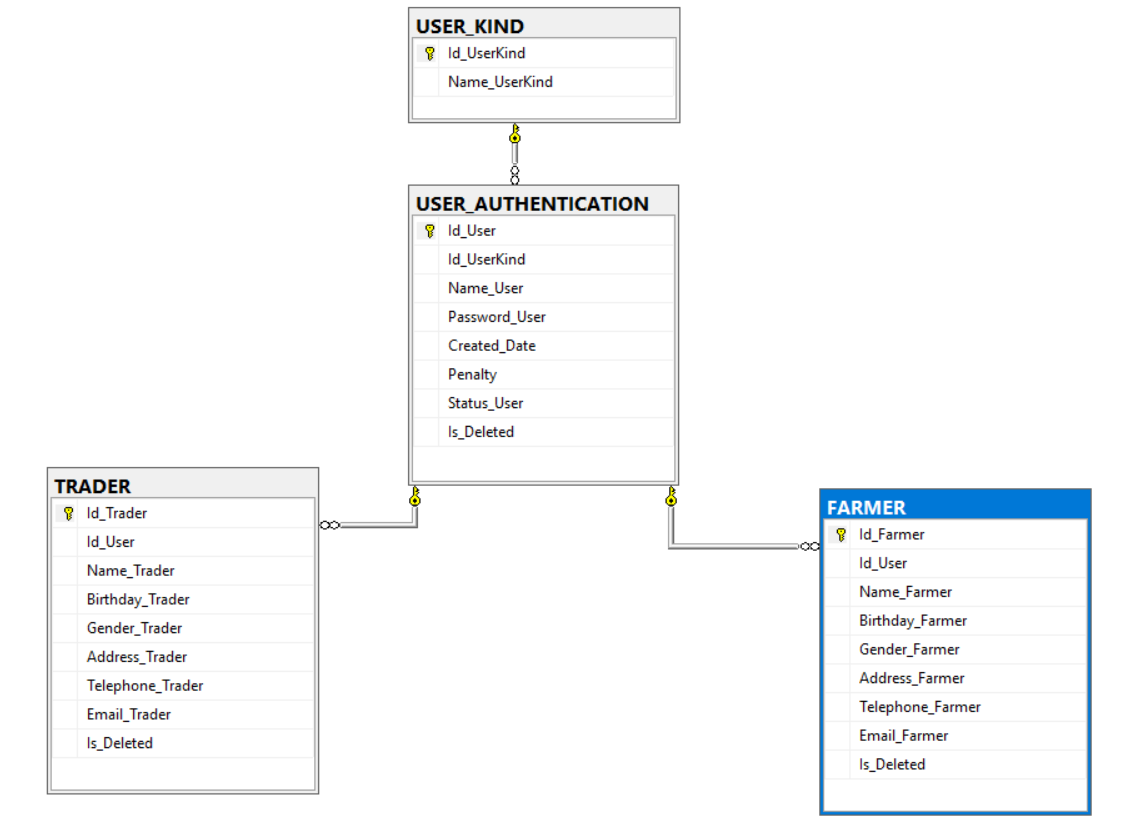 USER_KIND
Id_UserKind
Name_UserKind
USER_AUTHENTICATION
Id_User
Id_UserKind
Name_User
Password_User
Created_Date
Penalty
Status_User
Is_Deleted
TRADER
Id_Trader
Id_User
Name_Trader
Birthday_Trader
Gender_Trader
Address_Trader
Telephone_Trader
Email_Trader
Is_Deleted
FARMER
Id_Farmer
Id_User
Name_Farmer
Birthday_Farmer
Gender_Farmer
Address_Farmer
Telephone_Farmer
Email_Farmer
Is_Deleted